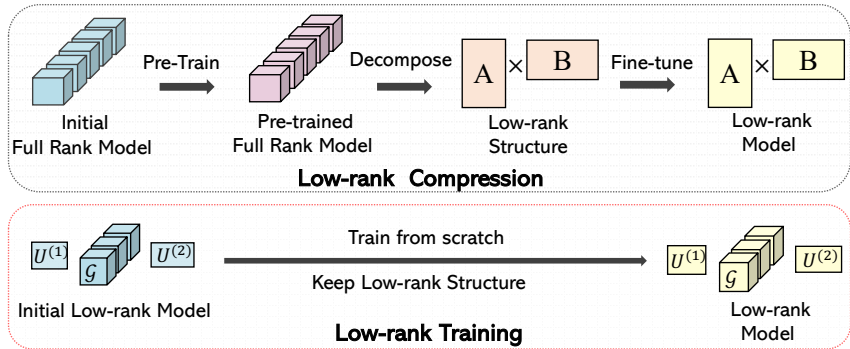 Pre-Train
Decompose
A × B
Fine-tune
A × B
Initial
Full Rank Model
Pre-trained
Full Rank Model
Low-rank
Structure
Low-rank
Model
Low-rank Compression
U⁽¹⁾ 𝒢 U⁽²⁾
Initial Low-rank Model
Train from scratch
Keep Low-rank Structure
U⁽¹⁾ 𝒢 U⁽²⁾
Low-rank
Model
Low-rank Training